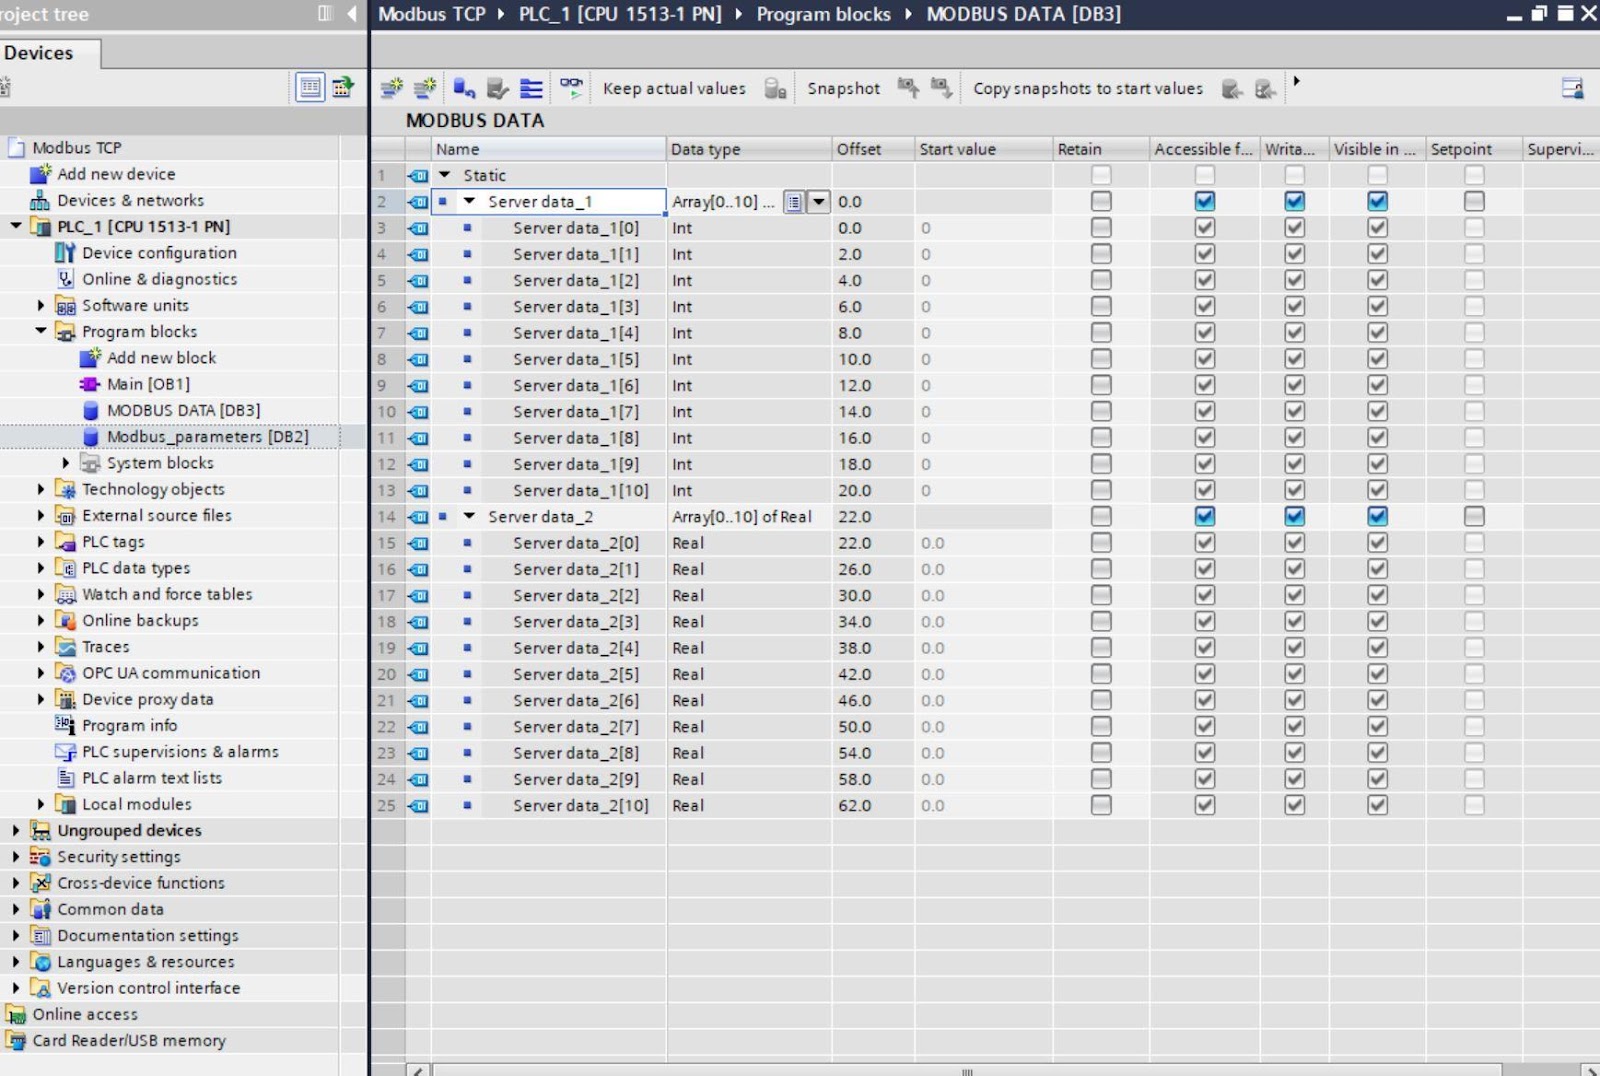 roject tree
Devices
Modbus TCP
Add new device
Devices & networks
PLC_1 [CPU 1513-1 PN]
Device configuration
Online & diagnostics
Software units
Program blocks
Add new block
Main [OB1]
MODBUS DATA [DB3]
Modbus_parameters [DB2]
System blocks
Technology objects
External source files
PLC tags
PLC data types
Watch and force tables
Online backups
Traces
OPC UA communication
Device proxy data
Program info
PLC supervisions & alarms
PLC alarm text lists
Local modules
Ungrouped devices
Security settings
Cross-device functions
Common data
Documentation settings
Languages & resources
Version control interface
Online access
Card Reader/USB memory
Modbus TCP PLC_1 [CPU 1513-1 PN] Program blocks MODBUS DATA [DB3]
Keep actual values Snapshot Copy snapshots to start values
MODBUS DATA
Name Data type Offset Start value Retain Accessible f... Writa... Visible in ... Setpoint Supervi...
1 Static
2 Server data_1 Array[0..10] ... 0.0
3 Server data_1[0] Int 0.0 0
4 Server data_1[1] Int 2.0 0
5 Server data_1[2] Int 4.0 0
6 Server data_1[3] Int 6.0 0
7 Server data_1[4] Int 8.0 0
8 Server data_1[5] Int 10.0 0
9 Server data_1[6] Int 12.0 0
10 Server data_1[7] Int 14.0 0
11 Server data_1[8] Int 16.0 0
12 Server data_1[9] Int 18.0 0
13 Server data_1[10] Int 20.0 0
14 Server data_2 Array[0..10] of Real 22.0
15 Server data_2[0] Real 22.0 0.0
16 Server data_2[1] Real 26.0 0.0
17 Server data_2[2] Real 30.0 0.0
18 Server data_2[3] Real 34.0 0.0
19 Server data_2[4] Real 38.0 0.0
20 Server data_2[5] Real 42.0 0.0
21 Server data_2[6] Real 46.0 0.0
22 Server data_2[7] Real 50.0 0.0
23 Server data_2[8] Real 54.0 0.0
24 Server data_2[9] Real 58.0 0.0
25 Server data_2[10] Real 62.0 0.0